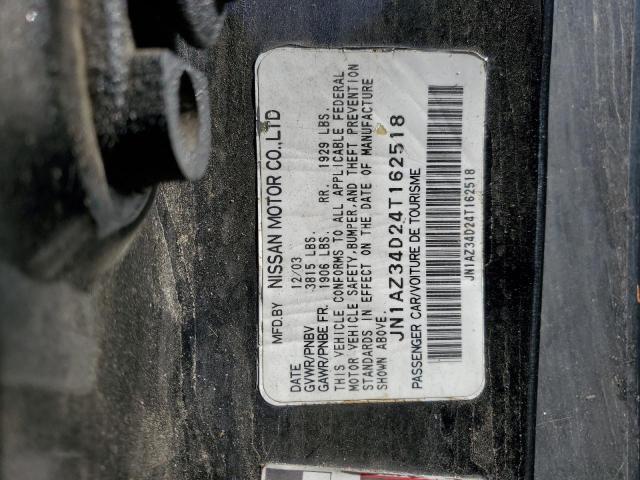 MFD.BY NISSAN MOTOR CO.,LTD
DATE 12/03
GVWR/PNBV 3815 LBS.
GAWR/PNBE FR. 1906 LBS. RR. 1929 LBS.
THIS VEHICLE CONFORMS TO ALL APPLICABLE FEDERAL
MOTOR VEHICLE SAFETY,BUMPER,AND THEFT PREVENTION
STANDARDS IN EFFECT ON THE DATE OF MANUFACTURE
SHOWN ABOVE.
JN1AZ34D24T162518
PASSENGER CAR/VOITURE DE TOURISME
JN1AZ34D24T162518